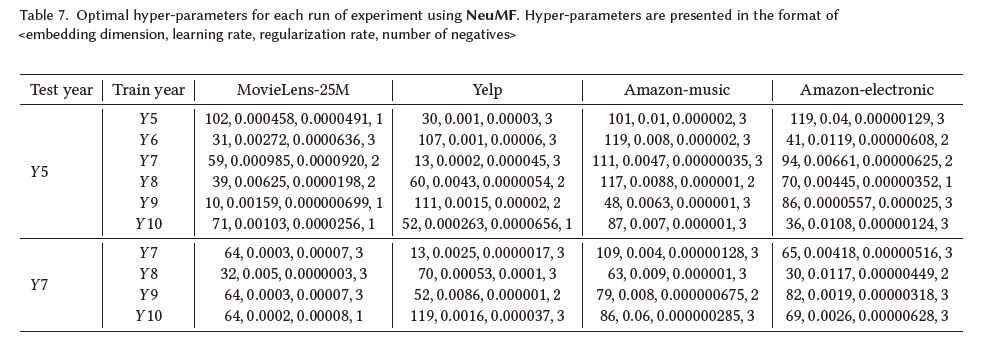 Table 7. Optimal hyper-parameters for each run of experiment using NeuMF. Hyper-parameters are presented in the format of
<embedding dimension, learning rate, regularization rate, number of negatives>
Test year Train year MovieLens-25M Yelp Amazon-music Amazon-electronic
Y5 102, 0.000458, 0.0000491, 1 30, 0.001, 0.00003, 3 101, 0.01, 0.000002, 3 119, 0.04, 0.00000129, 3
Y6 31, 0.00272, 0.0000636, 3 107, 0.001, 0.00006, 3 119, 0.008, 0.000002, 3 41, 0.0119, 0.00000608, 2
Y7 59, 0.000985, 0.0000920, 2 13, 0.0002, 0.000045, 3 111, 0.0047, 0.00000035, 3 94, 0.00661, 0.00000625, 2
Y5
Y8 39, 0.00625, 0.0000198, 2 60, 0.0043, 0.0000054, 2 117, 0.0088, 0.000001, 2 70, 0.00445, 0.00000352, 1
Y9 10, 0.00159, 0.000000699, 1 111, 0.0015, 0.00002, 2 48, 0.0063, 0.000001, 3 86, 0.0000557, 0.000025, 3
Y10 71, 0.00103, 0.0000256, 1 52, 0.000263, 0.0000656, 1 87, 0.007, 0.000001, 3 36, 0.0108, 0.00000124, 3
Y7 64, 0.0003, 0.00007, 3 13, 0.0025, 0.0000017, 3 109, 0.004, 0.00000128, 3 65, 0.00418, 0.00000516, 3
Y8 32, 0.005, 0.0000003, 3 70, 0.00053, 0.0001, 3 63, 0.009, 0.000001, 3 30, 0.0117, 0.00000449, 2
Y7
Y9 64, 0.0003, 0.00007, 3 52, 0.0086, 0.000001, 2 79, 0.008, 0.000000675, 2 82, 0.0019, 0.00000318, 3
Y10 64, 0.0002, 0.00008, 1 119, 0.0016, 0.000037, 3 86, 0.06, 0.000000285, 3 69, 0.0026, 0.00000628, 3